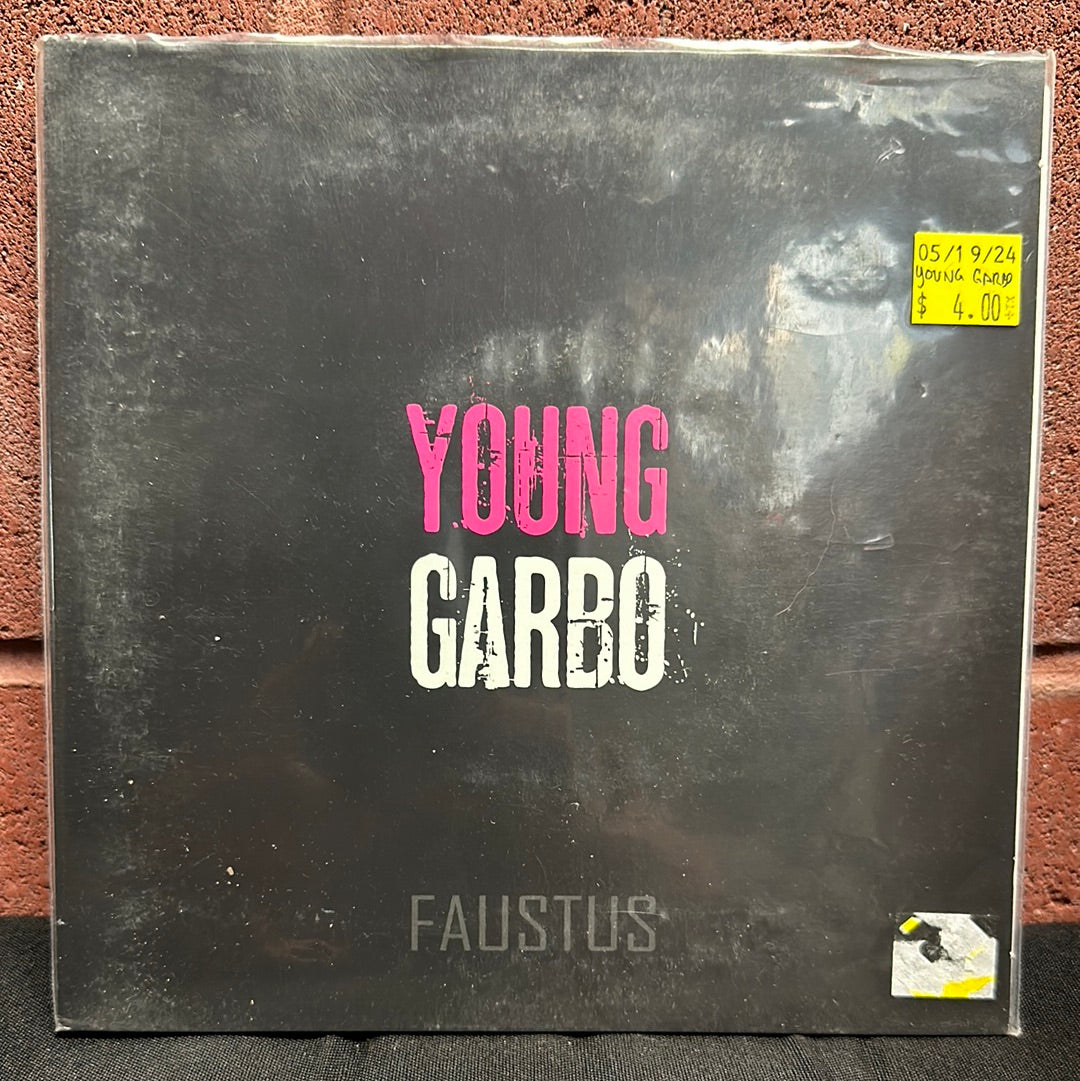 05/19/24
YOUNG GARBO
$ 4.00
YOUNG
GARBO
FAUSTUS